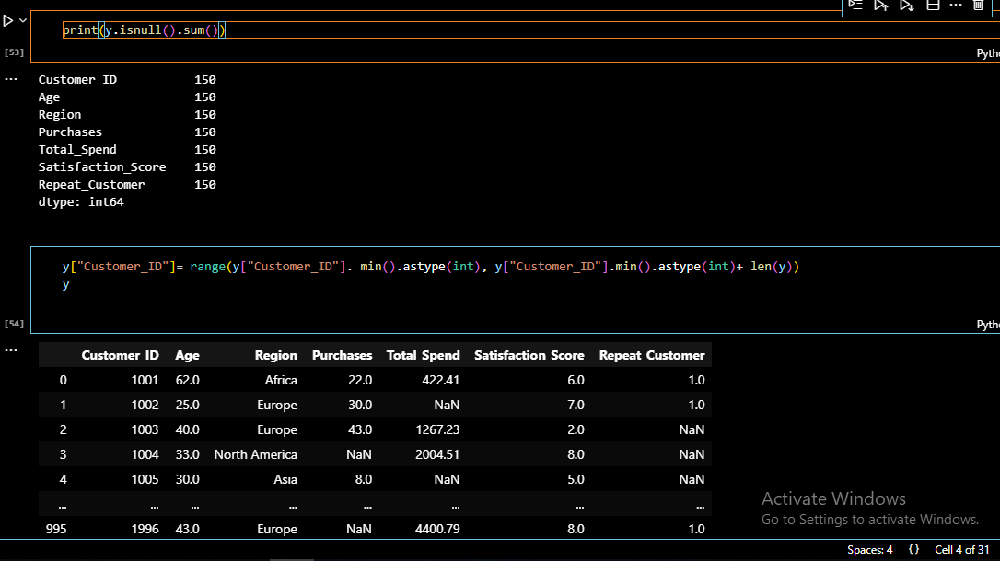 print(y.isnull().sum())
[53]
Pyth
... Customer_ID 150
Age 150
Region 150
Purchases 150
Total_Spend 150
Satisfaction_Score 150
Repeat_Customer 150
dtype: int64
y["Customer_ID"]= range(y["Customer_ID"]. min().astype(int), y["Customer_ID"].min().astype(int)+ len(y))
y
[54]
Pyth
...
Customer_ID Age Region Purchases Total_Spend Satisfaction_Score Repeat_Customer
0 1001 62.0 Africa 22.0 422.41 6.0 1.0
1 1002 25.0 Europe 30.0 NaN 7.0 1.0
2 1003 40.0 Europe 43.0 1267.23 2.0 NaN
3 1004 33.0 North America NaN 2004.51 8.0 NaN
4 1005 30.0 Asia 8.0 NaN 5.0 NaN
... ... ... ... ... ... ... ...
995 1996 43.0 Europe NaN 4400.79 8.0 1.0
Activate Windows
Go to Settings to activate Windows.
Spaces: 4 {} Cell 4 of 31